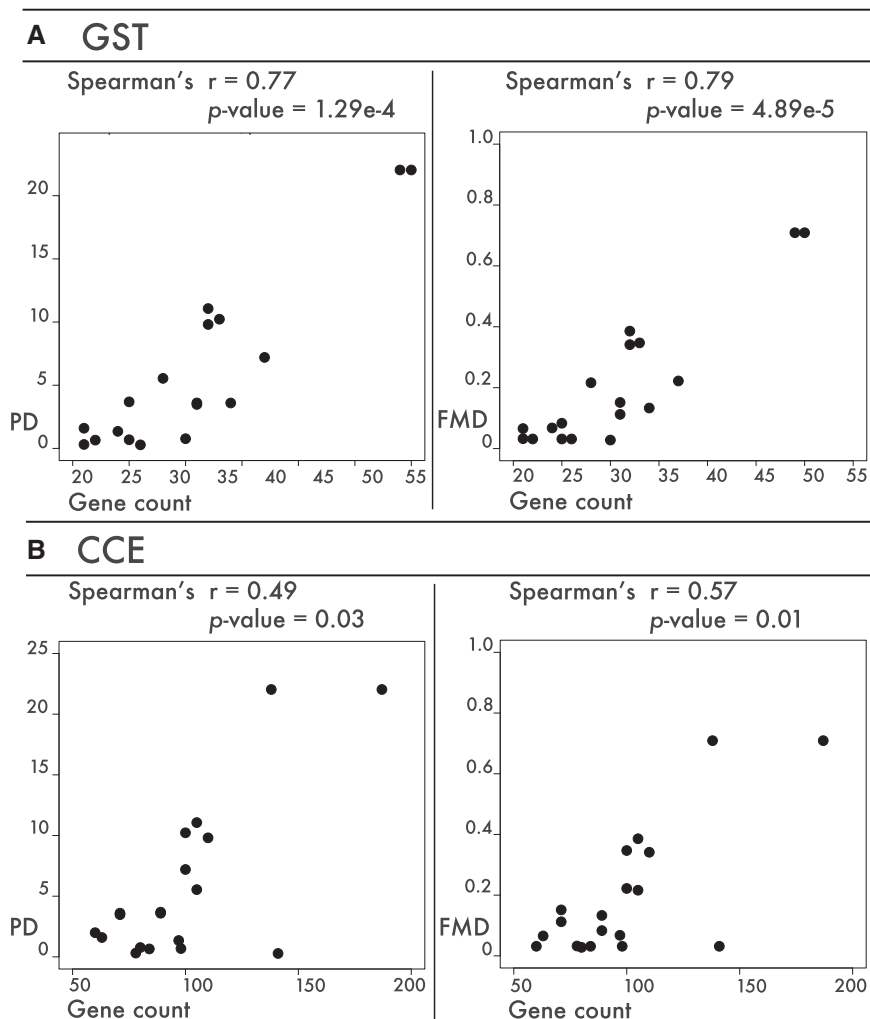 A GST
Spearman's r = 0.77
p-value = 1.29e-4
20
15
10
5
0
PD
20 25 30 35 40 45 50 55
Gene count
Spearman's r = 0.79
p-value = 4.89e-5
1.0
0.8
0.6
0.4
0.2
0
FMD
20 25 30 35 40 45 50 55
Gene count
B CCE
Spearman's r = 0.49
p-value = 0.03
25
20
15
10
5
0
PD
50 100 150 200
Gene count
Spearman's r = 0.57
p-value = 0.01
1.0
0.8
0.6
0.4
0.2
0
FMD
50 100 150 200
Gene count